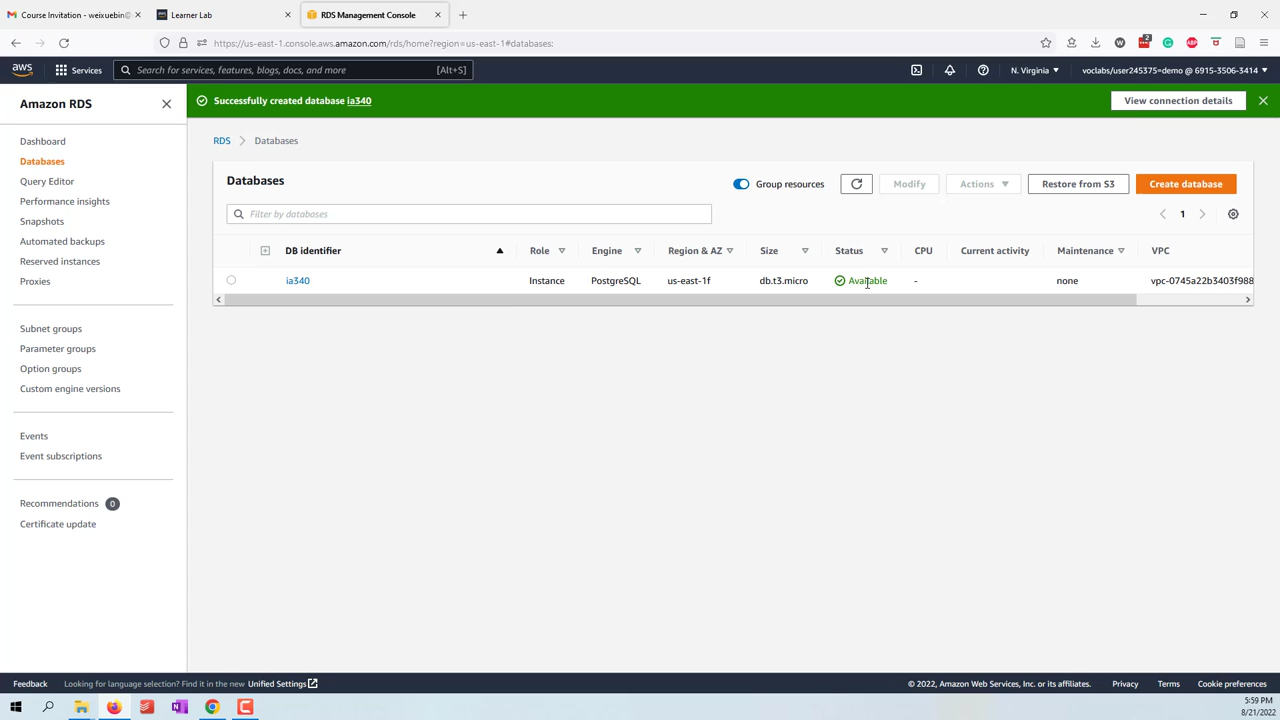 Course Invitation - weixuebin@
Learner Lab
RDS Management Console
https://us-east-1.console.aws.amazon.com/rds/home?region=us-east-1#databases:
2
aws
Services
Search for services, features, blogs, docs, and more
[Alt+S]
N. Virginia
voclabs/user245375=demo @ 6915-3506-3414
Amazon RDS
Dashboard
Databases
Query Editor
Performance insights
Snapshots
Automated backups
Reserved instances
Proxies
Subnet groups
Parameter groups
Option groups
Custom engine versions
Events
Event subscriptions
Recommendations 0
Certificate update
Successfully created database ia340
View connection details
RDS
Databases
Databases
Group resources
Modify
Actions
Restore from S3
Create database
Filter by databases
1
DB identifier
Role
Engine
Region & AZ
Size
Status
CPU
Current activity
Maintenance
VPC
ia340
Instance
PostgreSQL
us-east-1f
db.t3.micro
Available
-
none
vpc-0745a22b3403f988
Feedback
Looking for language selection? Find it in the new Unified Settings
© 2022, Amazon Web Services, Inc. or its affiliates.
Privacy
Terms
Cookie preferences
5:59 PM
8/21/2022